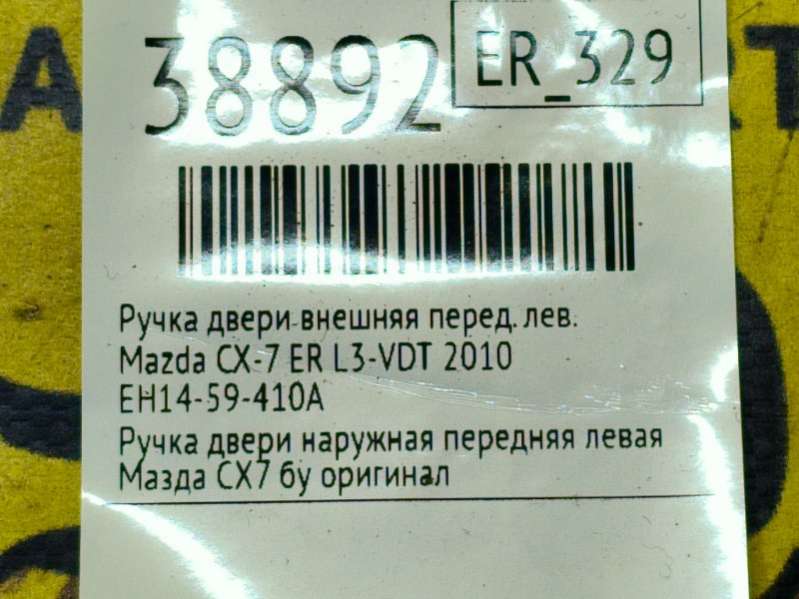 38892
ER_329
Ручка двери внешняя перед. лев.
Mazda CX-7 ER L3-VDT 2010
EH14-59-410A
Ручка двери наружная передняя левая
Мазда СХ7 бу оригинал